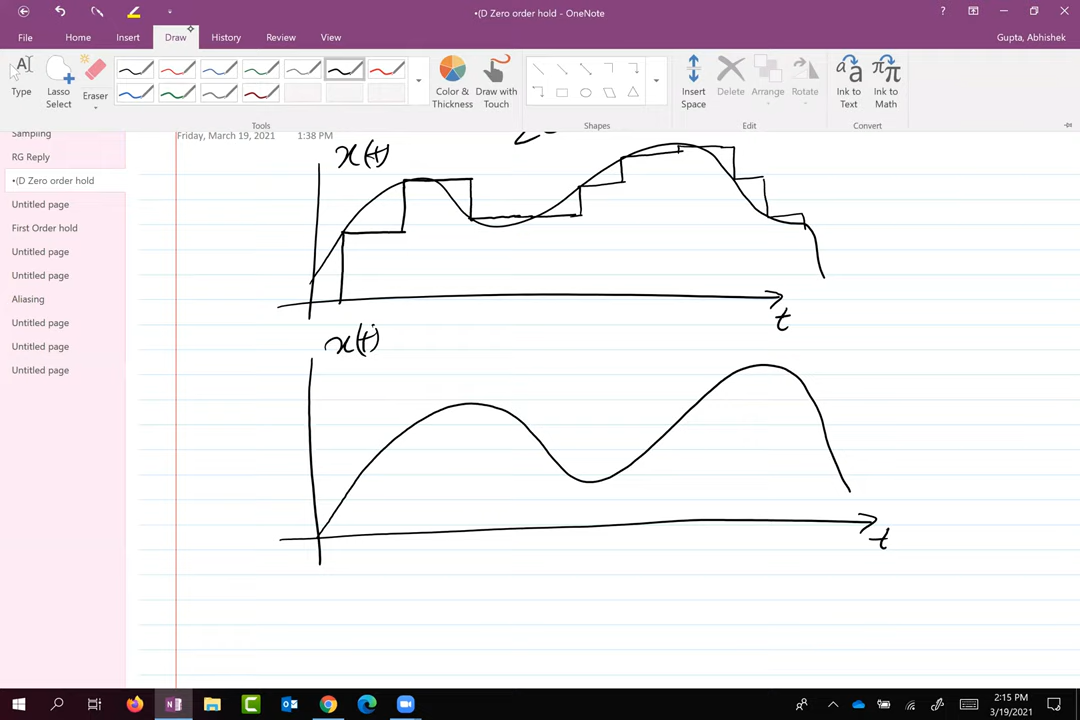 •(D Zero order hold - OneNote
File Home Insert Draw History Review View
Gupta, Abhishek
Type
Lasso Select
Eraser
Color & Thickness
Draw with Touch
Insert Space
Delete
Arrange
Rotate
Ink to Text
Ink to Math
Tools
Shapes
Edit
Convert
Sampling
RG Reply
•(D Zero order hold
Untitled page
First Order hold
Untitled page
Untitled page
Aliasing
Untitled page
Untitled page
Untitled page
Friday, March 19, 2021 1:38 PM
x(t)
t
x(t)
t
2:15 PM
3/19/2021